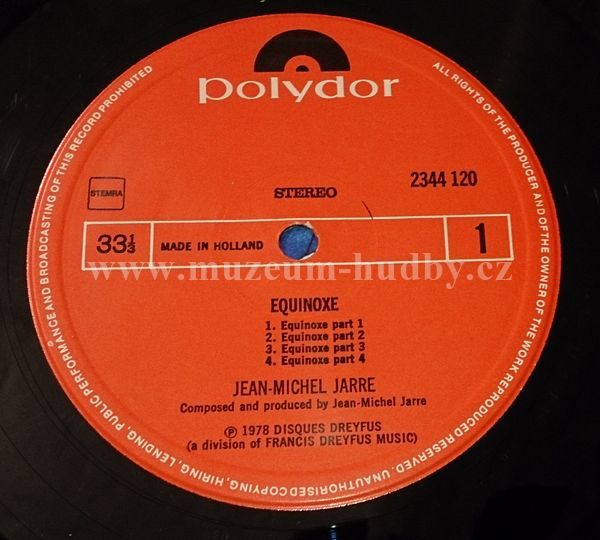 polydor
STEMRA
STEREO
2344 120
33 1/3
MADE IN HOLLAND
1
www.muzeum-hudby.cz
EQUINOXE
1. Equinoxe part 1
2. Equinoxe part 2
3. Equinoxe part 3
4. Equinoxe part 4
JEAN-MICHEL JARRE
Composed and produced by Jean-Michel Jarre
℗ 1978 DISQUES DREYFUS
(a division of FRANCIS DREYFUS MUSIC)
ALL RIGHTS OF THE PRODUCER AND OF THE OWNER OF THE WORK REPRODUCED RESERVED. UNAUTHORISED COPYING, HIRING, LENDING, PUBLIC PERFORMANCE AND BROADCASTING OF THIS RECORD PROHIBITED